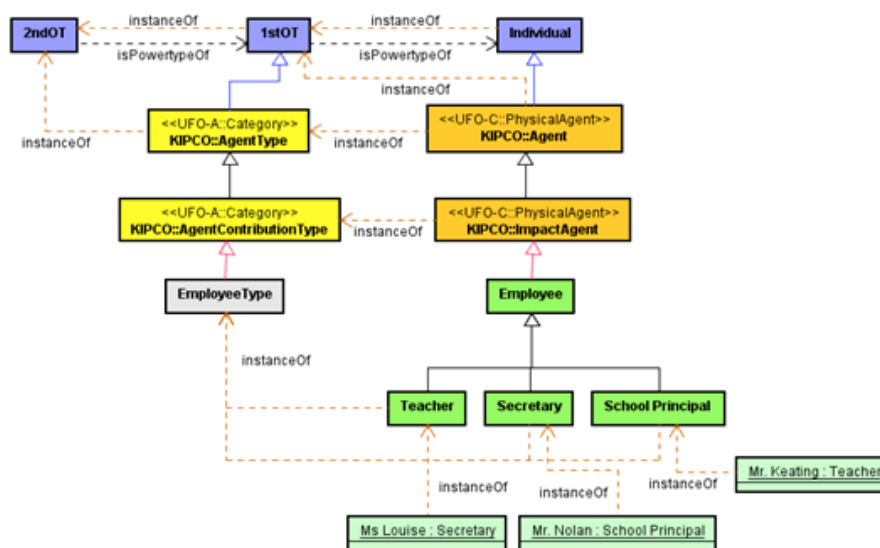 2ndOT
instanceOf
1stOT
instanceOf
Individual
isPowertypeOf
isPowertypeOf
instanceOf
<<UFO-A::Category>>
KIPCO::AgentType
<<UFO-C::PhysicalAgent>>
KIPCO::Agent
instanceOf
instanceOf
<<UFO-A::Category>>
KIPCO::AgentContributionType
<<UFO-C::PhysicalAgent>>
KIPCO::ImpactAgent
instanceOf
EmployeeType
Employee
instanceOf
Teacher
Secretary
School Principal
Mr. Keating : Teacher
instanceOf
instanceOf
instanceOf
Ms Louise : Secretary
Mr. Nolan : School Principal